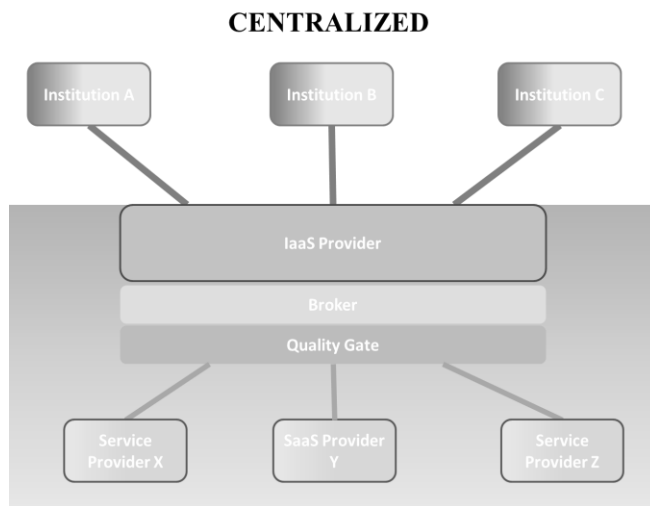 CENTRALIZED
Institution A
Institution B
Institution C
IaaS Provider
Broker
Quality Gate
Service
Provider X
SaaS Provider
Y
Service
Provider Z